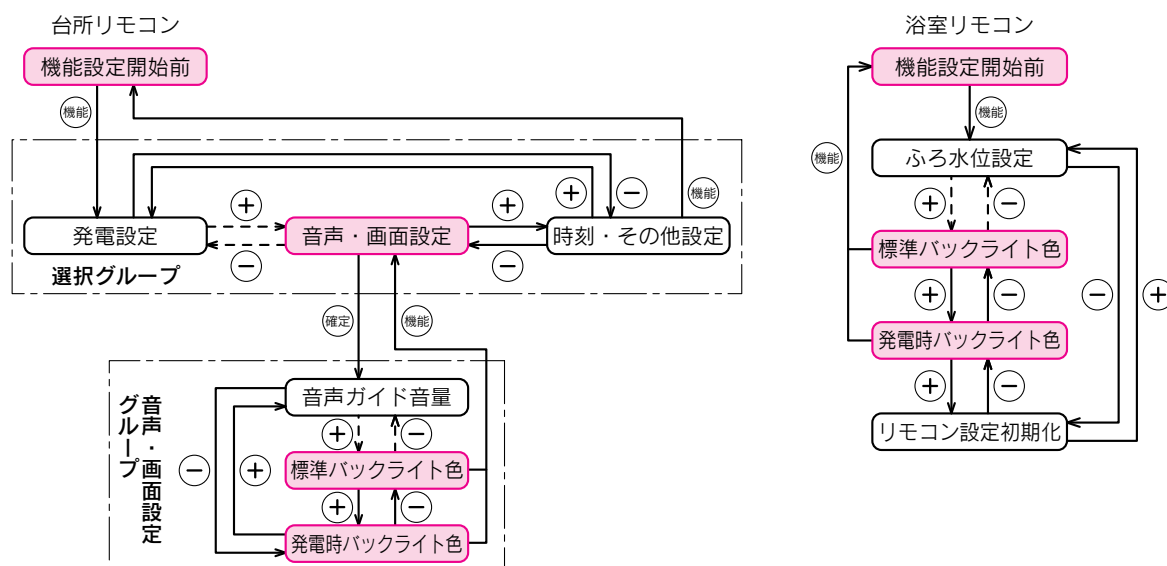 台所リモコン
機能設定開始前
機能
発電設定
+
−
音声・画面設定
+
−
+
−
機能
時刻・その他設定
選択グループ
確定
機能
音声・画面設定
グループ
音声ガイド音量
−
+
+
−
標準バックライト色
+
−
発電時バックライト色
浴室リモコン
機能設定開始前
機能
機能
ふろ水位設定
+
−
標準バックライト色
+
−
−
+
発電時バックライト色
+
−
リモコン設定初期化